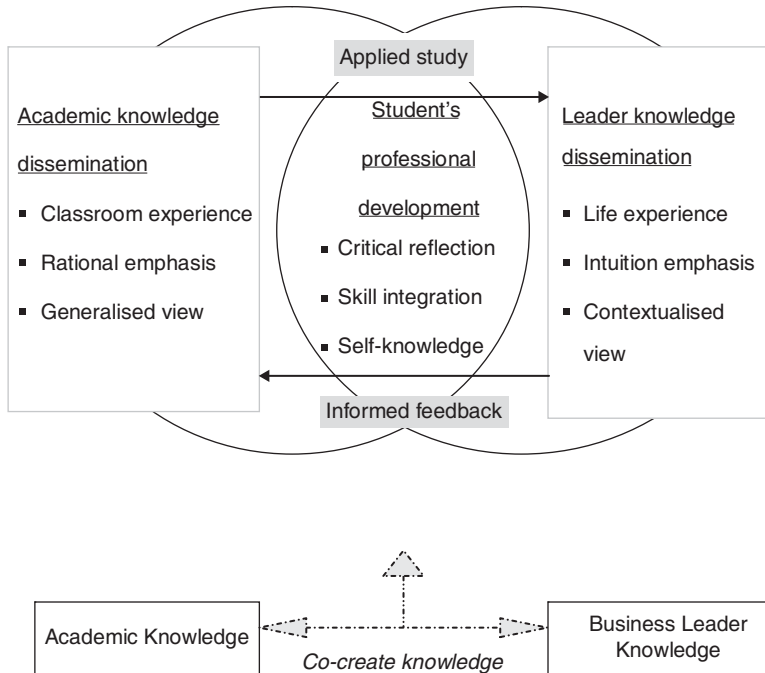 Applied study
Academic knowledge
dissemination
▪ Classroom experience
▪ Rational emphasis
▪ Generalised view
Student's
professional
development
▪ Critical reflection
▪ Skill integration
▪ Self-knowledge
Leader knowledge
dissemination
▪ Life experience
▪ Intuition emphasis
▪ Contextualised
view
Informed feedback
Academic Knowledge
Co-create knowledge
Business Leader
Knowledge